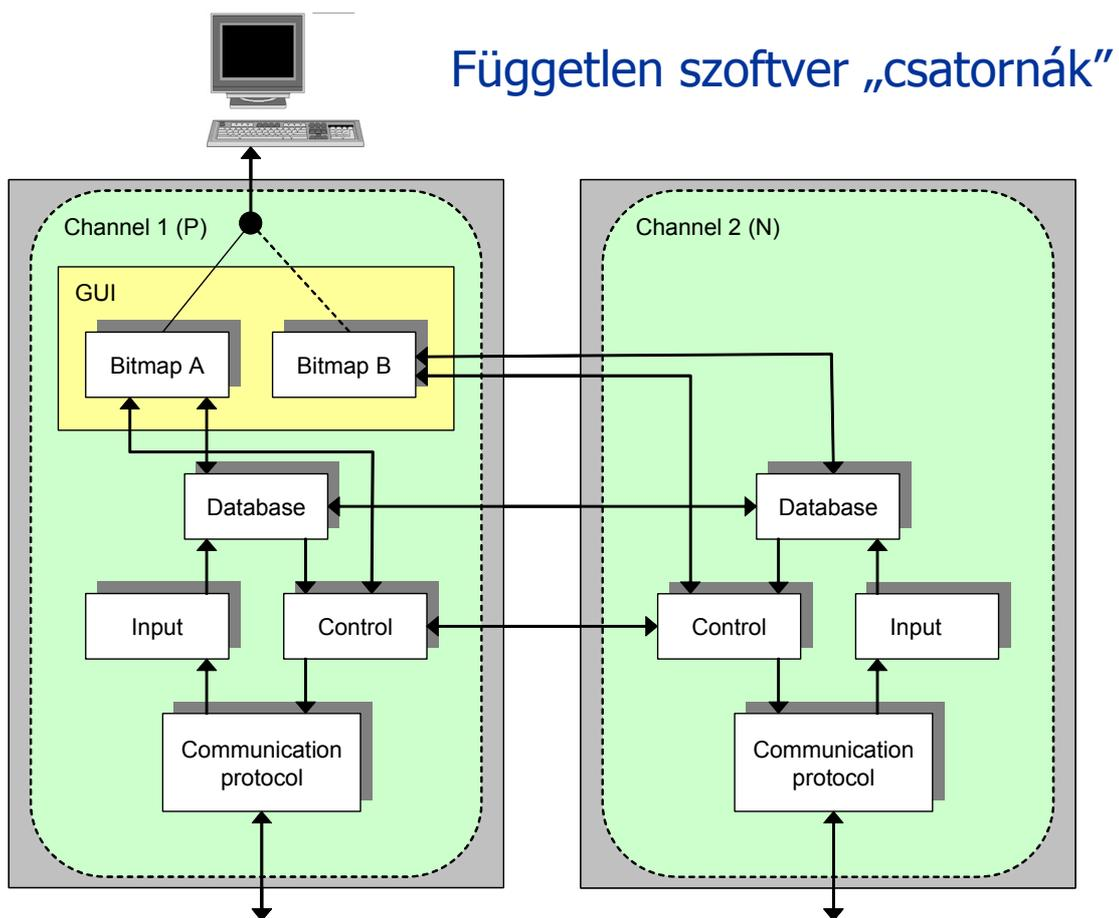 Független szoftver „csatornák”
Channel 1 (P)
GUI
Bitmap A
Bitmap B
Database
Input
Control
Communication
protocol
Channel 2 (N)
Database
Control
Input
Communication
protocol